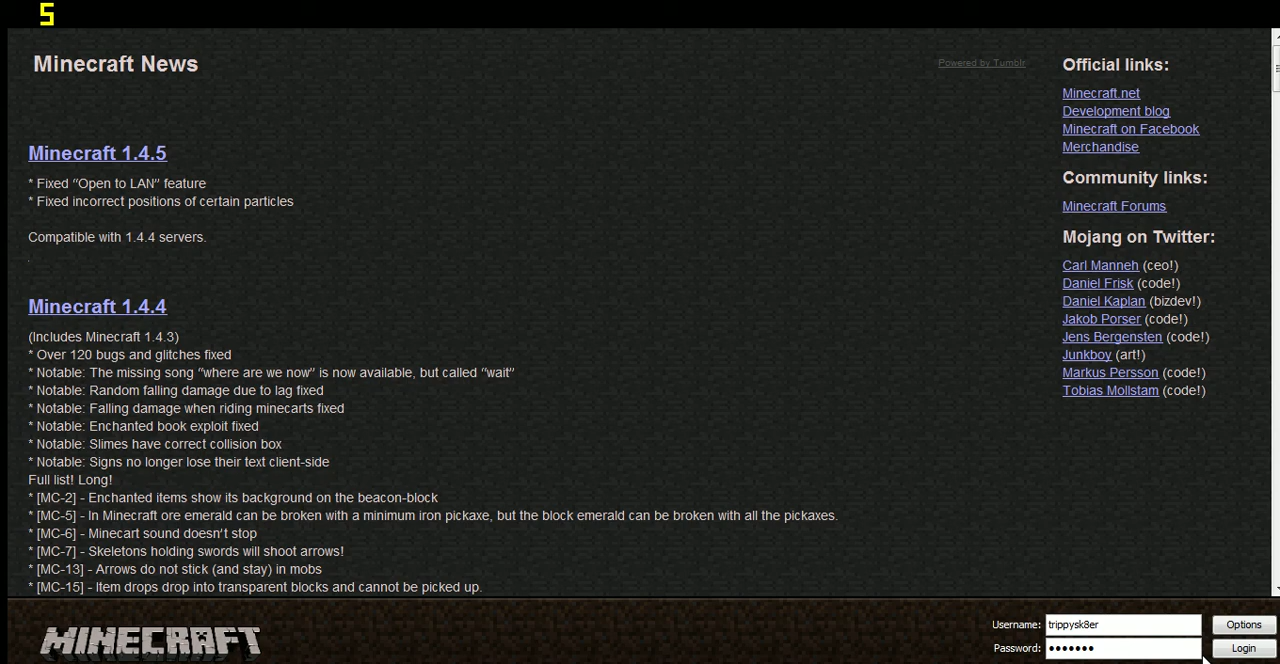 5
Minecraft News
Powered by Tumblr
Minecraft 1.4.5
* Fixed “Open to LAN” feature
* Fixed incorrect positions of certain particles
Compatible with 1.4.4 servers.
.
Minecraft 1.4.4
(Includes Minecraft 1.4.3)
* Over 120 bugs and glitches fixed
* Notable: The missing song “where are we now” is now available, but called “wait”
* Notable: Random falling damage due to lag fixed
* Notable: Falling damage when riding minecarts fixed
* Notable: Enchanted book exploit fixed
* Notable: Slimes have correct collision box
* Notable: Signs no longer lose their text client-side
Full list! Long!
* [MC-2] - Enchanted items show its background on the beacon-block
* [MC-5] - In Minecraft ore emerald can be broken with a minimum iron pickaxe, but the block emerald can be broken with all the pickaxes.
* [MC-6] - Minecart sound doesn’t stop
* [MC-7] - Skeletons holding swords will shoot arrows!
* [MC-13] - Arrows do not stick (and stay) in mobs
* [MC-15] - Item drops drop into transparent blocks and cannot be picked up.
Official links:
Minecraft.net
Development blog
Minecraft on Facebook
Merchandise
Community links:
Minecraft Forums
Mojang on Twitter:
Carl Manneh (ceo!)
Daniel Frisk (code!)
Daniel Kaplan (bizdev!)
Jakob Porser (code!)
Jens Bergensten (code!)
Junkboy (art!)
Markus Persson (code!)
Tobias Mollstam (code!)
MINECRAFT
Username: trippysk8er
Options
Password: •••••••
Login